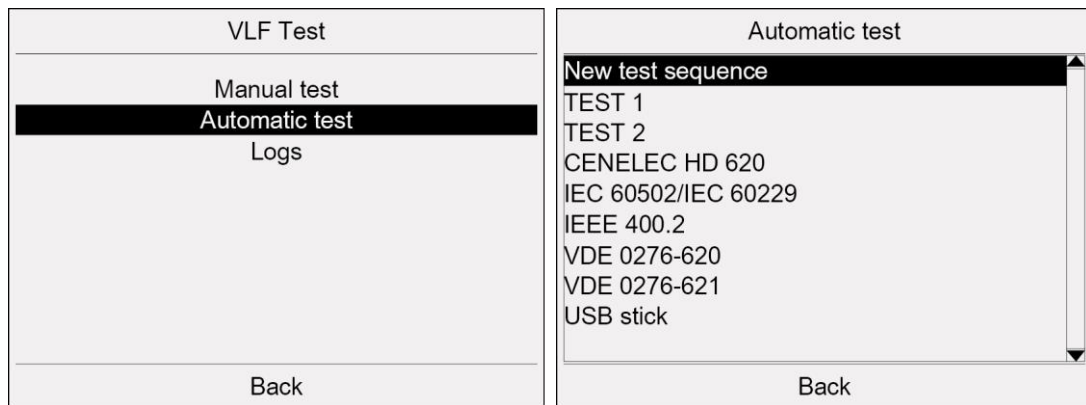 VLF Test
Manual test
Automatic test
Logs
Back
Automatic test
New test sequence
TEST 1
TEST 2
CENELEC HD 620
IEC 60502/IEC 60229
IEEE 400.2
VDE 0276-620
VDE 0276-621
USB stick
Back